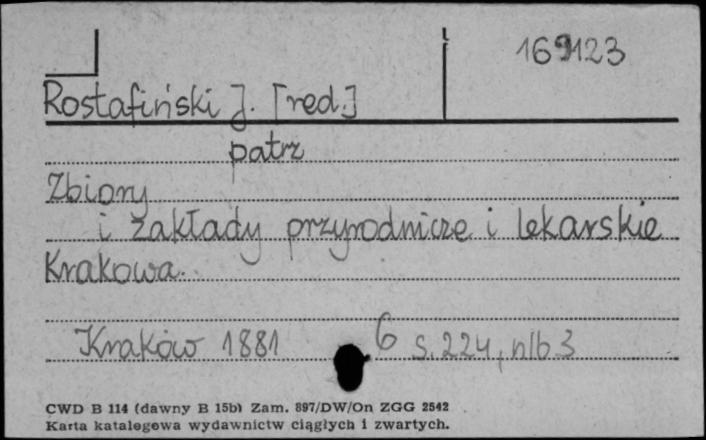 169123
Rostafiński J. [red.]
patrz
Zbiory
i zakłady przyrodnicze i lekarskie
Krakowa.
Kraków 1881 6 s. 224, nlb 3
CWD B 114 (dawny B 15b) Zam. 897/DW/On ZGG 2542
Karta katalogowa wydawnictw ciągłych i zwartych.